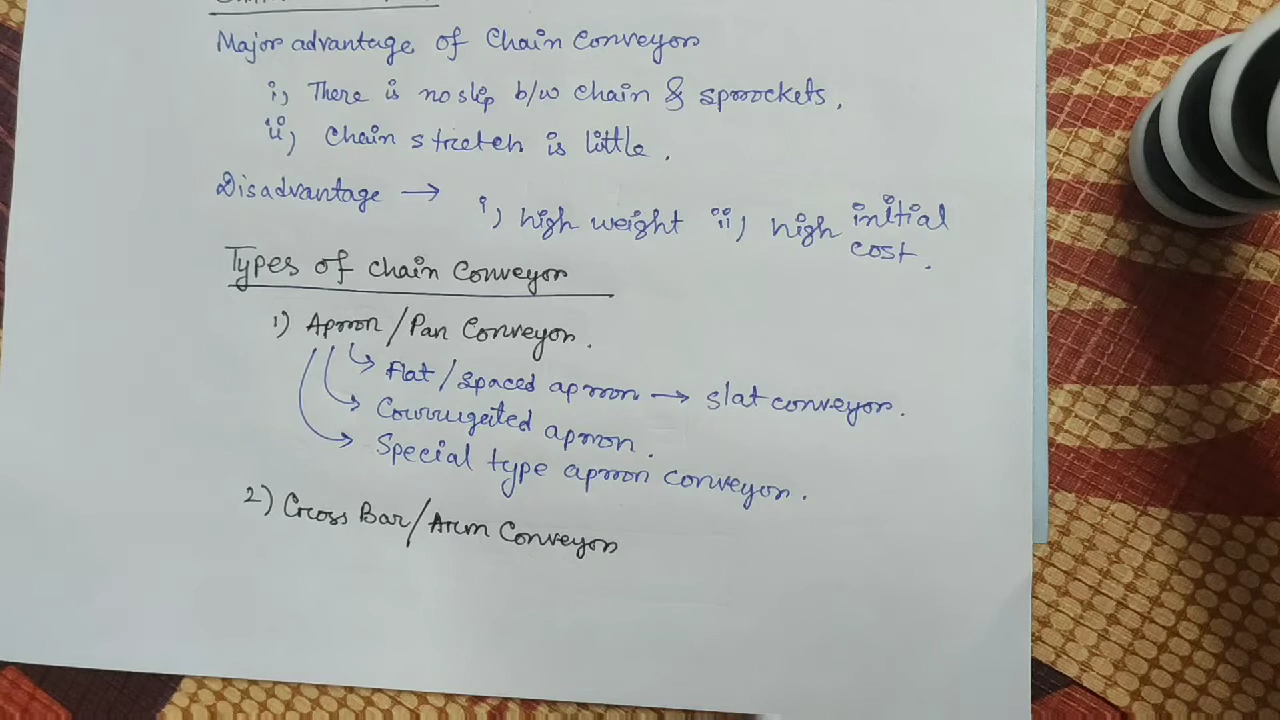 Major advantage of Chain Conveyor
i, There is no slip b/w chain & sprockets.
ii, Chain stretch is little.
Disadvantage → i, high weight ii, high initial cost.
Types of chain Conveyor
1) Apron/Pan Conveyor.
Flat/spaced apron → slat conveyor.
Corrugated apron.
Special type apron conveyor.
2) Cross Bar/Arm Conveyor